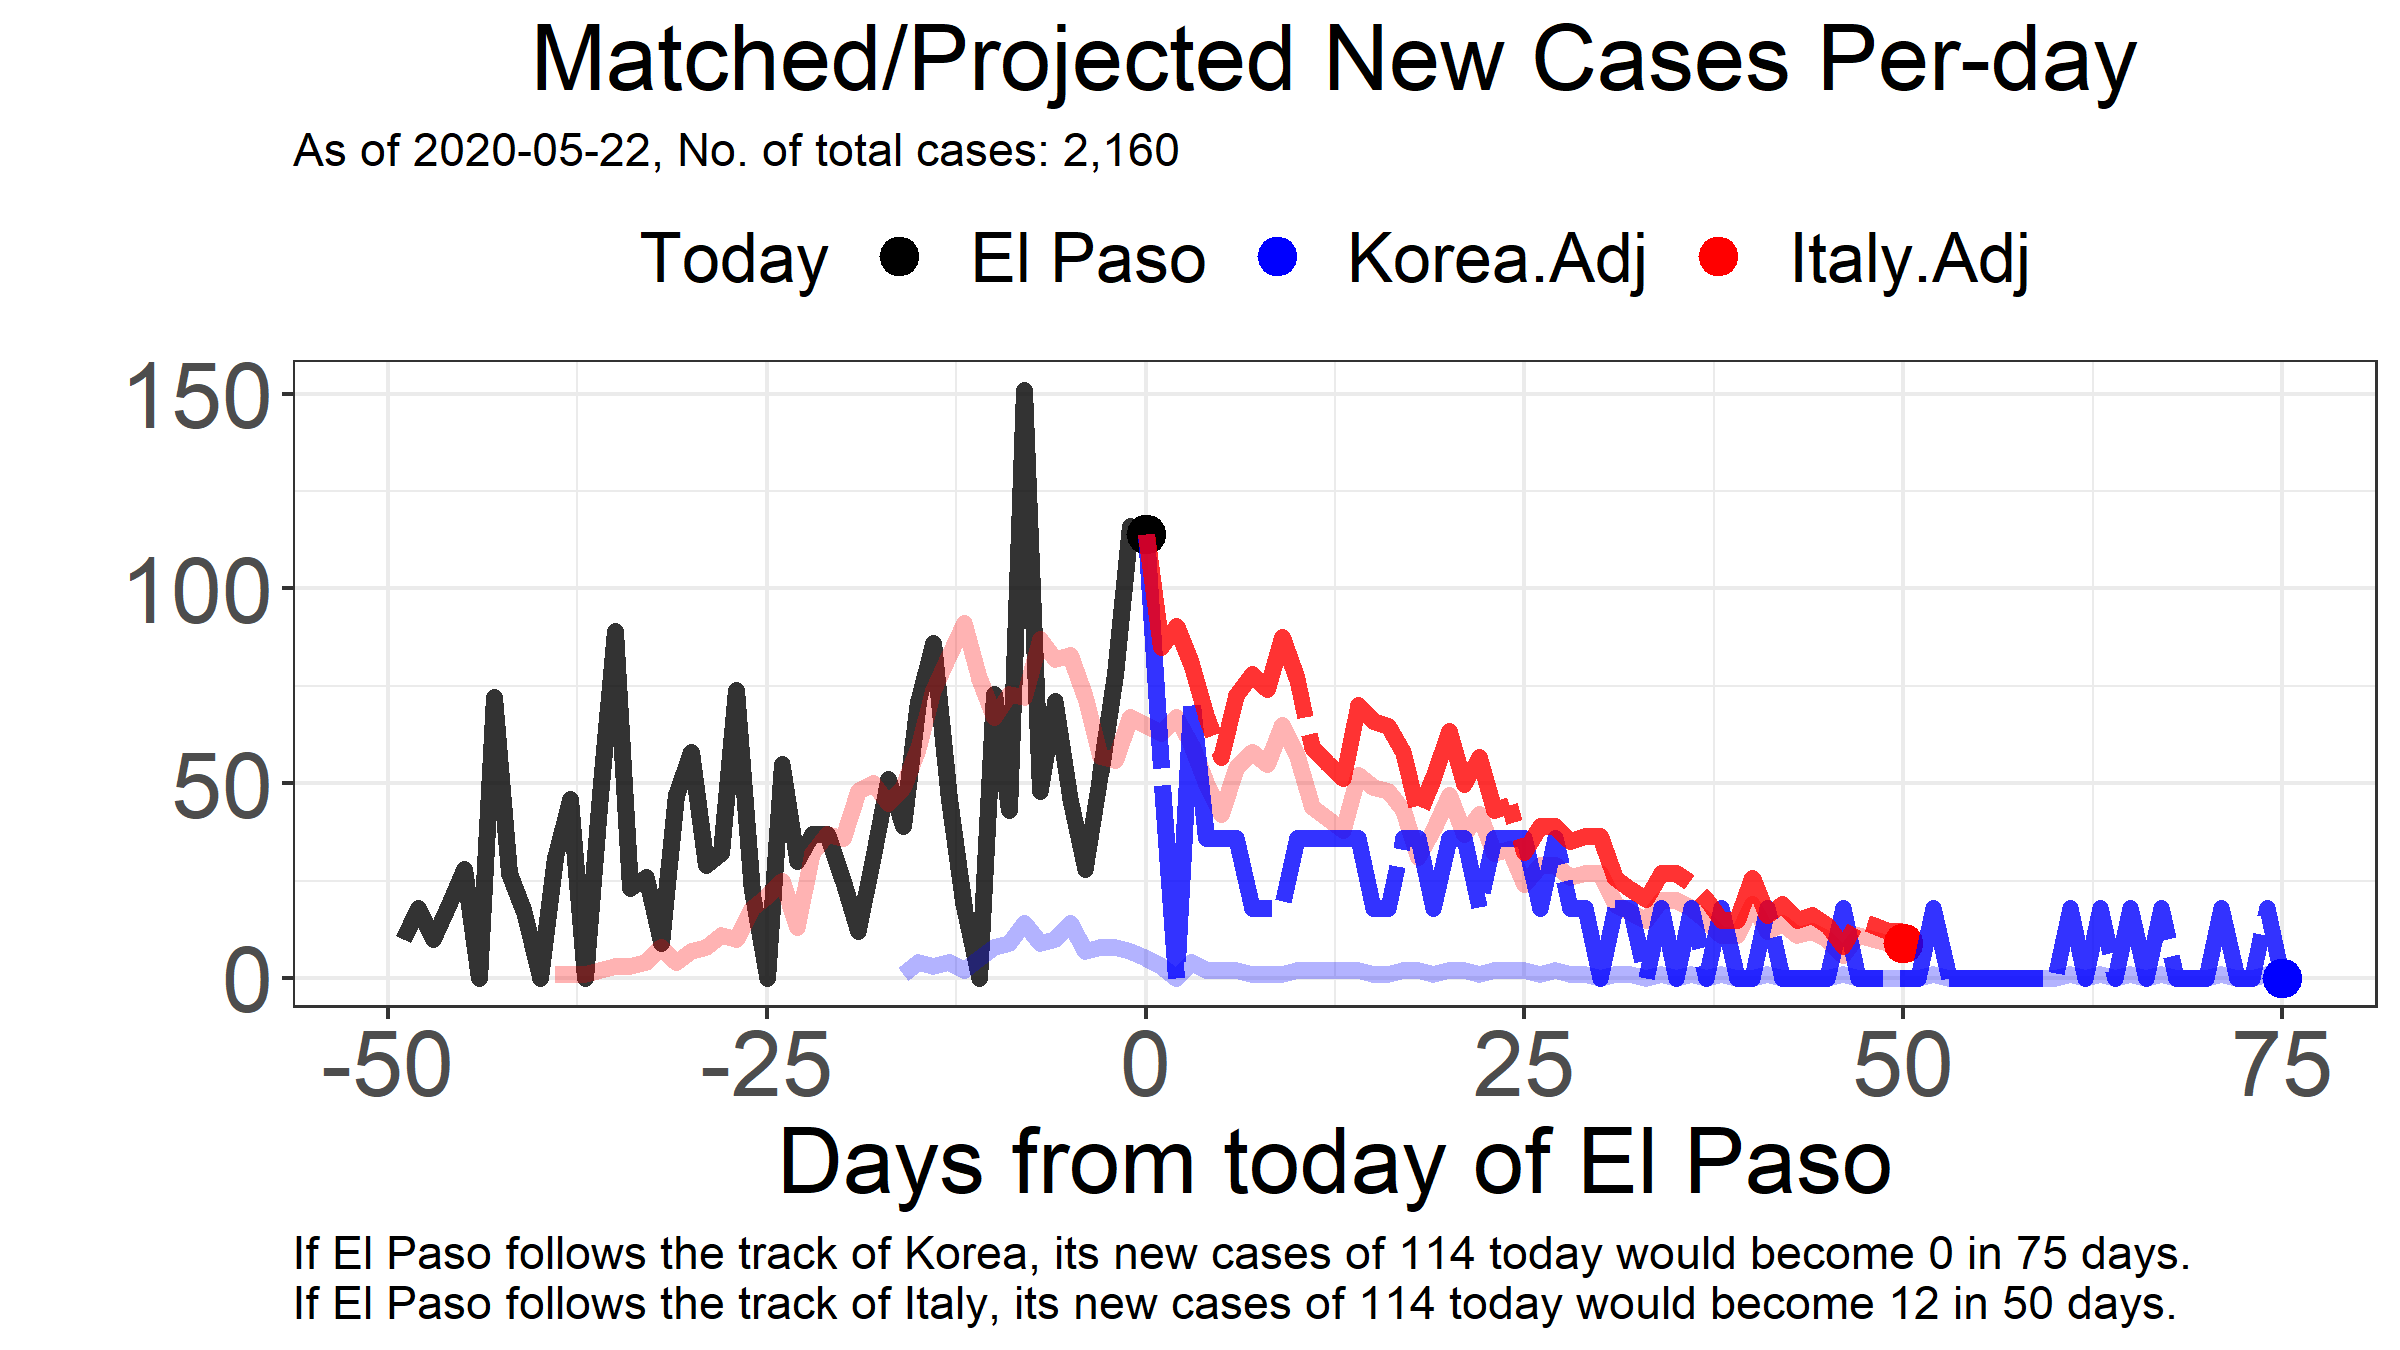 Matched/Projected New Cases Per-day
As of 2020-05-22, No. of total cases: 2,160
Today El Paso Korea.Adj Italy.Adj
150
100
50
0
-50 -25 0 25 50 75
Days from today of El Paso
If El Paso follows the track of Korea, its new cases of 114 today would become 0 in 75 days.
If El Paso follows the track of Italy, its new cases of 114 today would become 12 in 50 days.